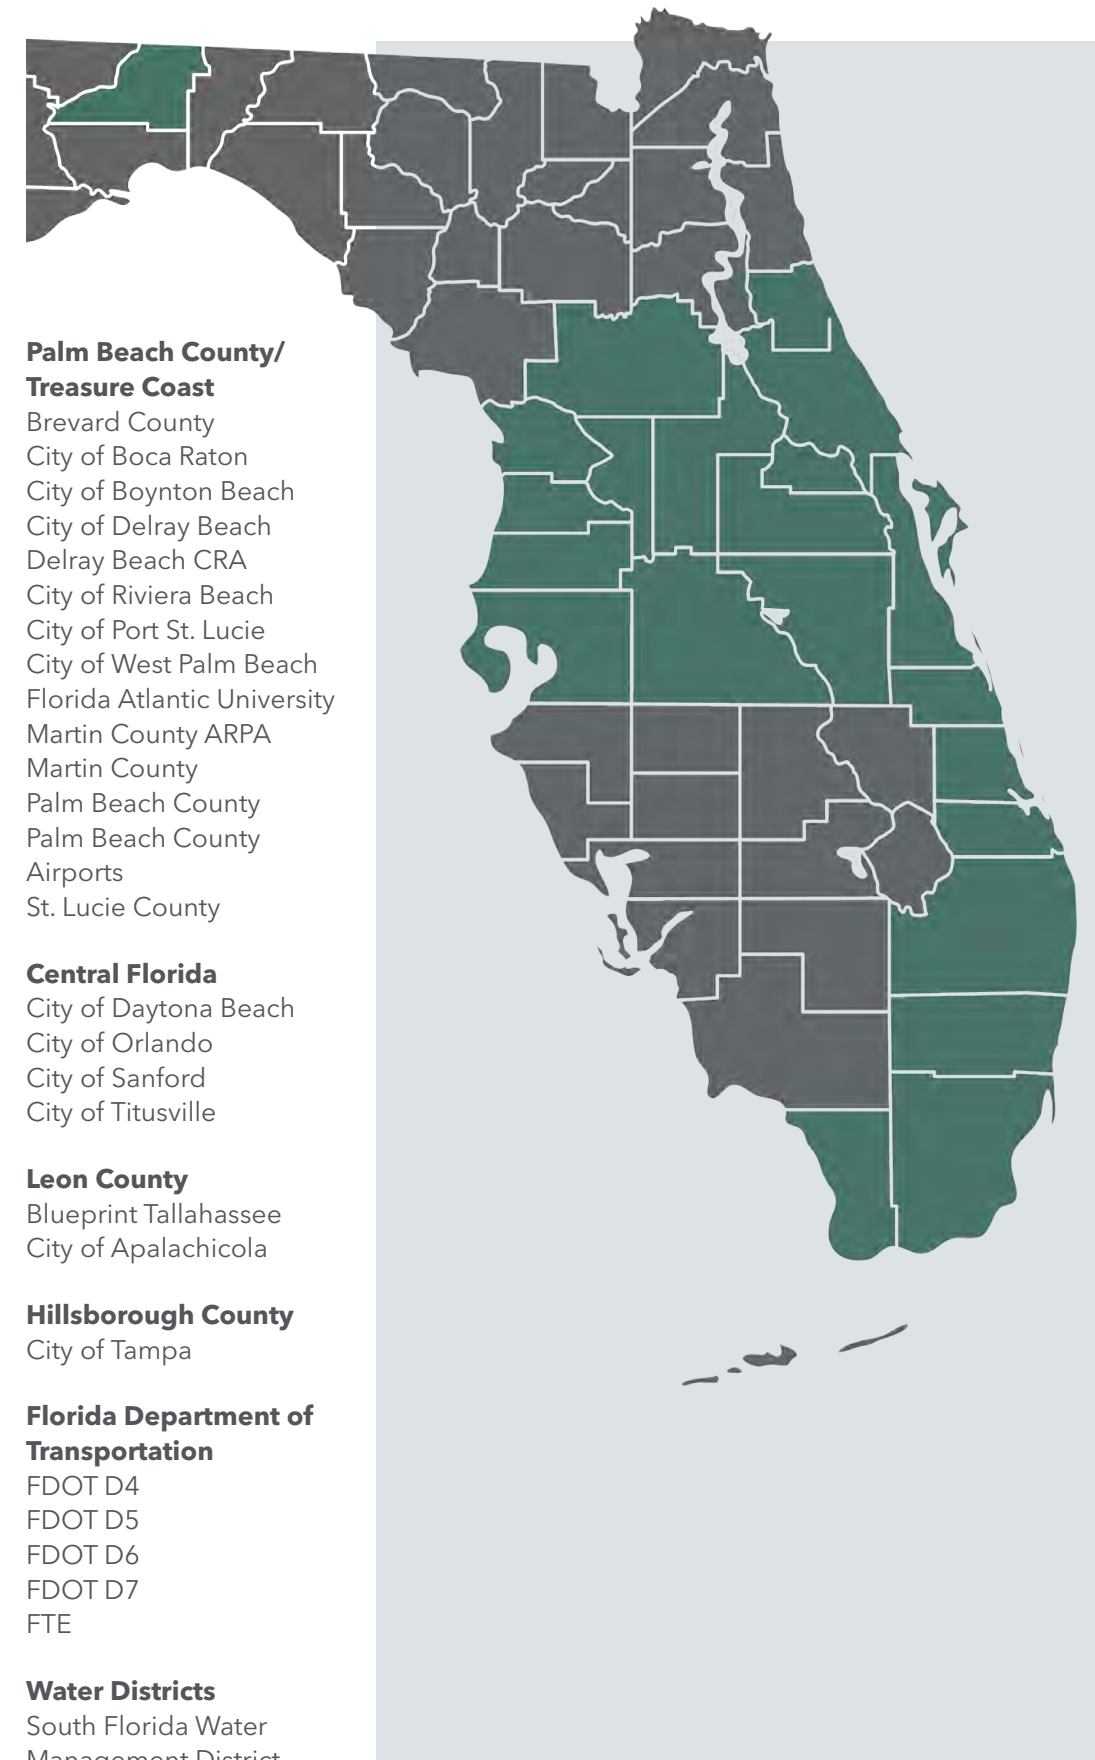 Palm Beach County/
Treasure Coast
Brevard County
City of Boca Raton
City of Boynton Beach
City of Delray Beach
Delray Beach CRA
City of Riviera Beach
City of Port St. Lucie
City of West Palm Beach
Florida Atlantic University
Martin County ARPA
Martin County
Palm Beach County
Palm Beach County
Airports
St. Lucie County
Central Florida
City of Daytona Beach
City of Orlando
City of Sanford
City of Titusville
Leon County
Blueprint Tallahassee
City of Apalachicola
Hillsborough County
City of Tampa
Florida Department of
Transportation
FDOT D4
FDOT D5
FDOT D6
FDOT D7
FTE
Water Districts
South Florida Water
Management District